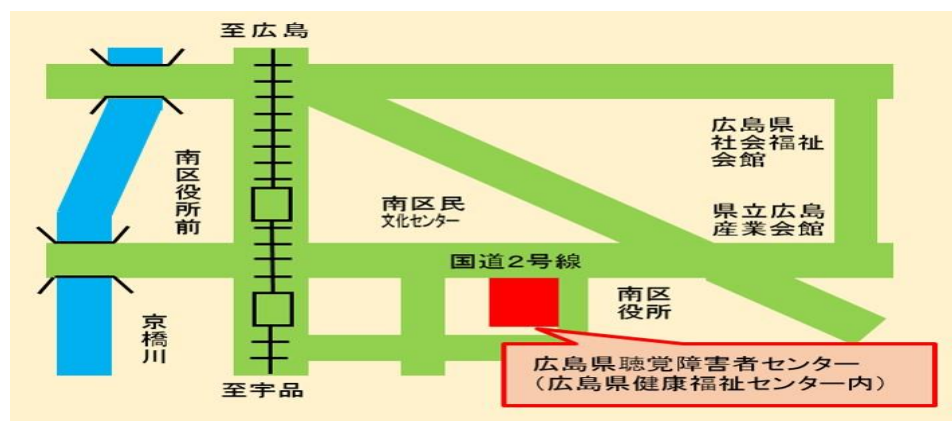 至広島
広島県
社会福祉
会館
南区役所前
南区民
文化センター
県立広島
産業会館
国道2号線
南区
役所
京橋川
広島県聴覚障害者センター
（広島県健康福祉センター内）
至宇品